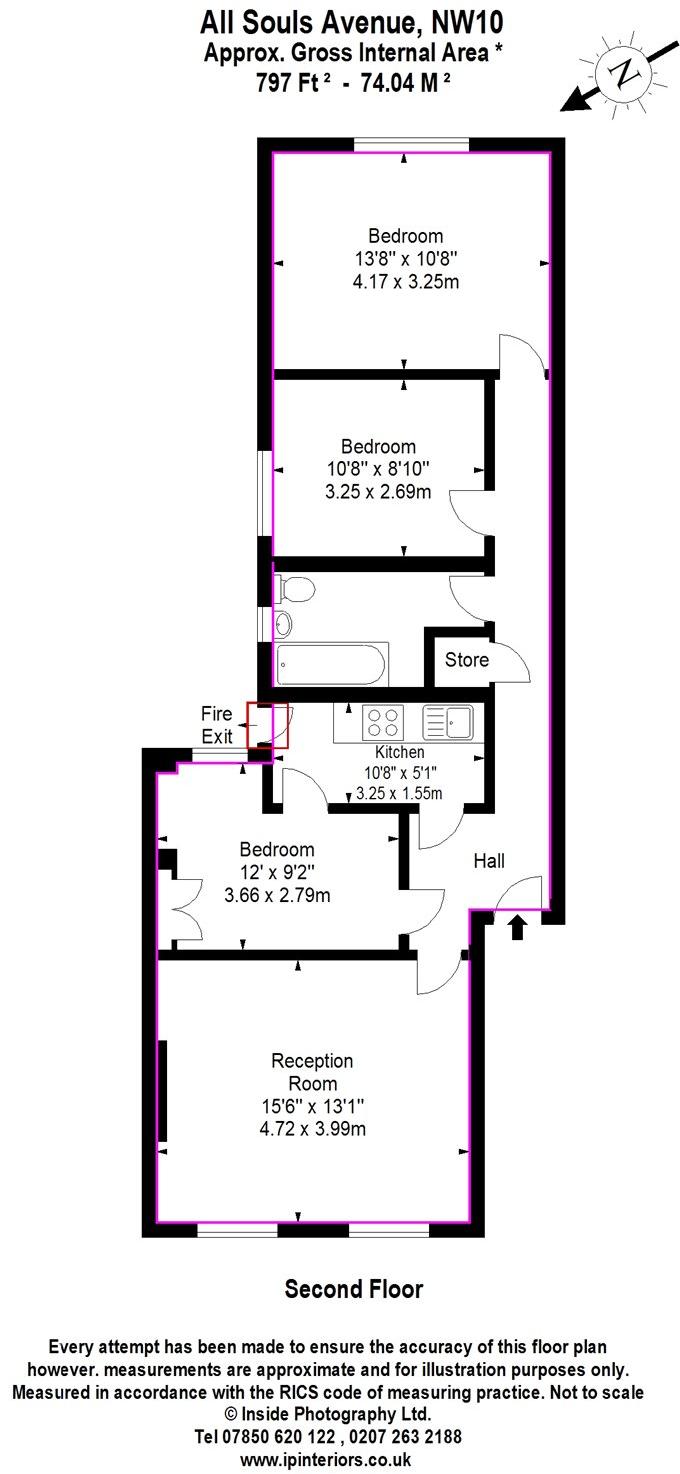 All Souls Avenue, NW10
Approx. Gross Internal Area *
797 Ft ² - 74.04 M ²
N
Bedroom
13'8" x 10'8"
4.17 x 3.25m
Bedroom
10'8" x 8'10"
3.25 x 2.69m
Store
Fire
Exit
Kitchen
10'8" x 5'1"
3.25 x 1.55m
Bedroom
12' x 9'2"
3.66 x 2.79m
Hall
Reception
Room
15'6" x 13'1"
4.72 x 3.99m
Second Floor
Every attempt has been made to ensure the accuracy of this floor plan
however. measurements are approximate and for illustration purposes only.
Measured in accordance with the RICS code of measuring practice. Not to scale
© Inside Photography Ltd.
Tel 07850 620 122 , 0207 263 2188
www.ipinteriors.co.uk